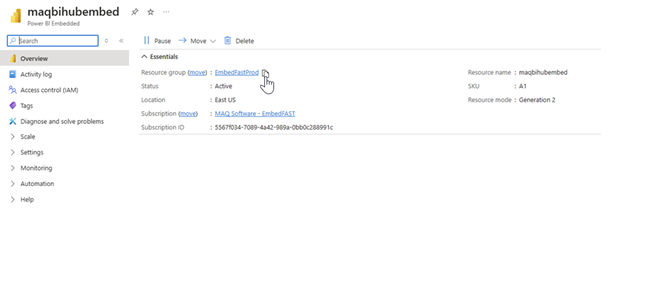 maqbihubembed
Power BI Embedded
Search
Pause Move Delete
Overview
Activity log
Access control (IAM)
Tags
Diagnose and solve problems
Scale
Settings
Monitoring
Automation
Help
Essentials
Resource group (move) : EmbedFastProd
Status : Active
Location : East US
Subscription (move) : MAQ Software - EmbedFAST
Subscription ID : 5567f034-7089-4a42-989a-0bb0c288991c
Resource name : maqbihubembed
SKU : A1
Resource mode : Generation 2